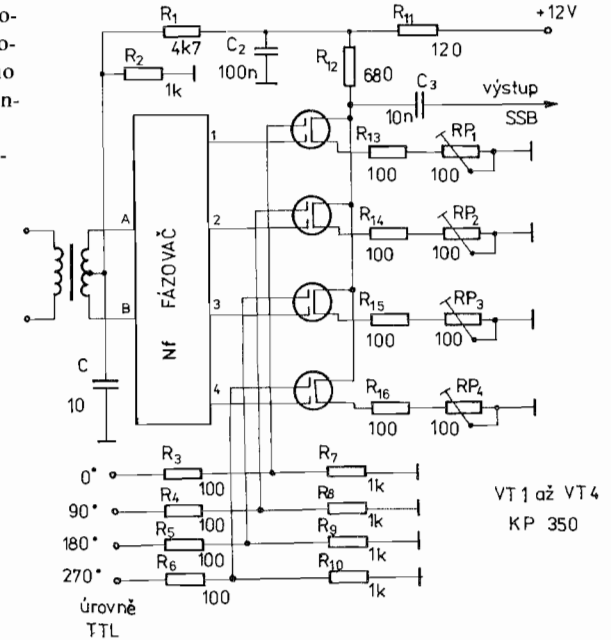 o-
o-
io
n-
-
R1
4k7
R2
1k
C2
100n
R11
120
+12V
R12
680
C3
10n
výstup
SSB
1
R13
100
RP1
100
A
2
R14
100
RP2
100
Nf FÁZOVAČ
B
3
R15
100
RP3
100
C
10
4
R16
100
RP4
100
0°
R3
100
R7
1k
90°
R4
100
R8
1k
180°
R5
100
R9
1k
270°
R6
100
R10
1k
úrovně
TTL
VT1 až VT4
KP 350